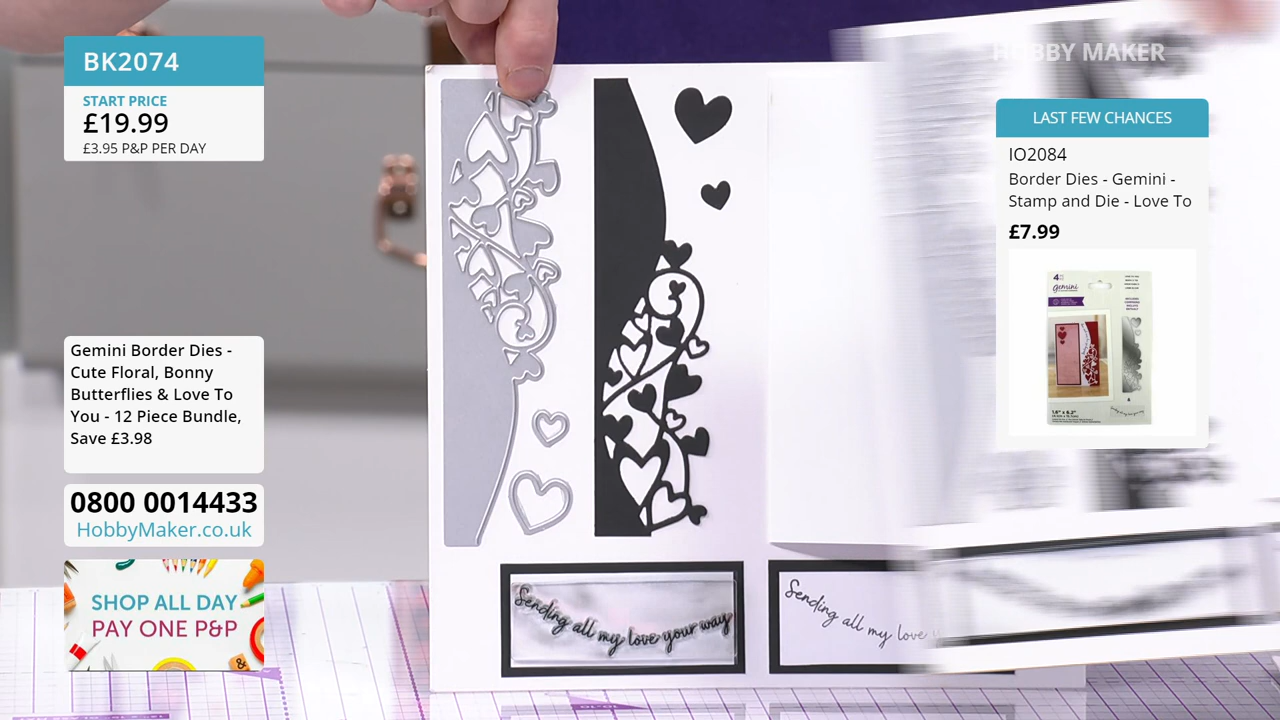 BK2074
START PRICE
£19.99
£3.95 P&P PER DAY
Gemini Border Dies -
Cute Floral, Bonny
Butterflies & Love To
You - 12 Piece Bundle,
Save £3.98
0800 0014433
HobbyMaker.co.uk
SHOP ALL DAY
PAY ONE P&P
Sending all my love your way
Sending all my love
HOBBY MAKER
LAST FEW CHANCES
IO2084
Border Dies - Gemini -
Stamp and Die - Love To
£7.99
gemini